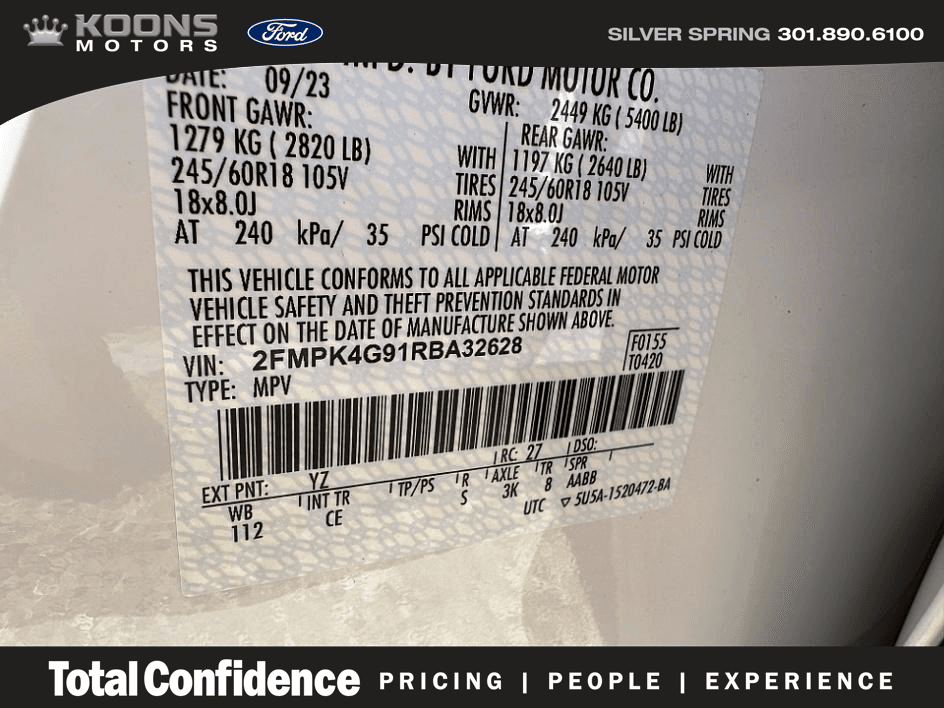 KOONS
MOTORS
Ford
SILVER SPRING 301.890.6100
MFD. BY FORD MOTOR CO.
DATE: 09/23
GVWR: 2449 KG ( 5400 LB)
FRONT GAWR:
1279 KG ( 2820 LB) WITH
245/60R18 105V TIRES
18x8.0J RIMS
AT 240 kPa/ 35 PSI COLD
REAR GAWR:
1197 KG ( 2640 LB) WITH
245/60R18 105V TIRES
18x8.0J RIMS
AT 240 kPa/ 35 PSI COLD
THIS VEHICLE CONFORMS TO ALL APPLICABLE FEDERAL MOTOR
VEHICLE SAFETY AND THEFT PREVENTION STANDARDS IN
EFFECT ON THE DATE OF MANUFACTURE SHOWN ABOVE.
VIN: 2FMPK4G91RBA32628
F0155
TYPE: MPV
T0420
EXT PNT: YZ RC: 27 DSO:
WB INT TR TP/PS R AXLE TR SPR
112 CE S 3K 8 AABB
UTC ▽ 5U5A-1520472-BA
Total Confidence PRICING | PEOPLE | EXPERIENCE